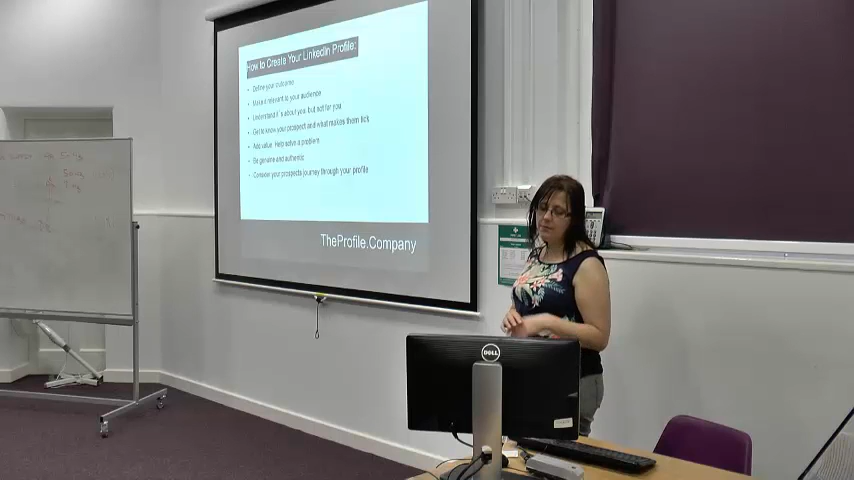 How to Create Your LinkedIn Profile:
• Define your outcome
• Make it relevant to your audience
• Understand it's about you, but not for you
• Get to know your prospect and what makes them tick
• Add value. Help solve a problem
• Be genuine and authentic
• Consider your prospects journey through your profile
TheProfile.Company
DELL